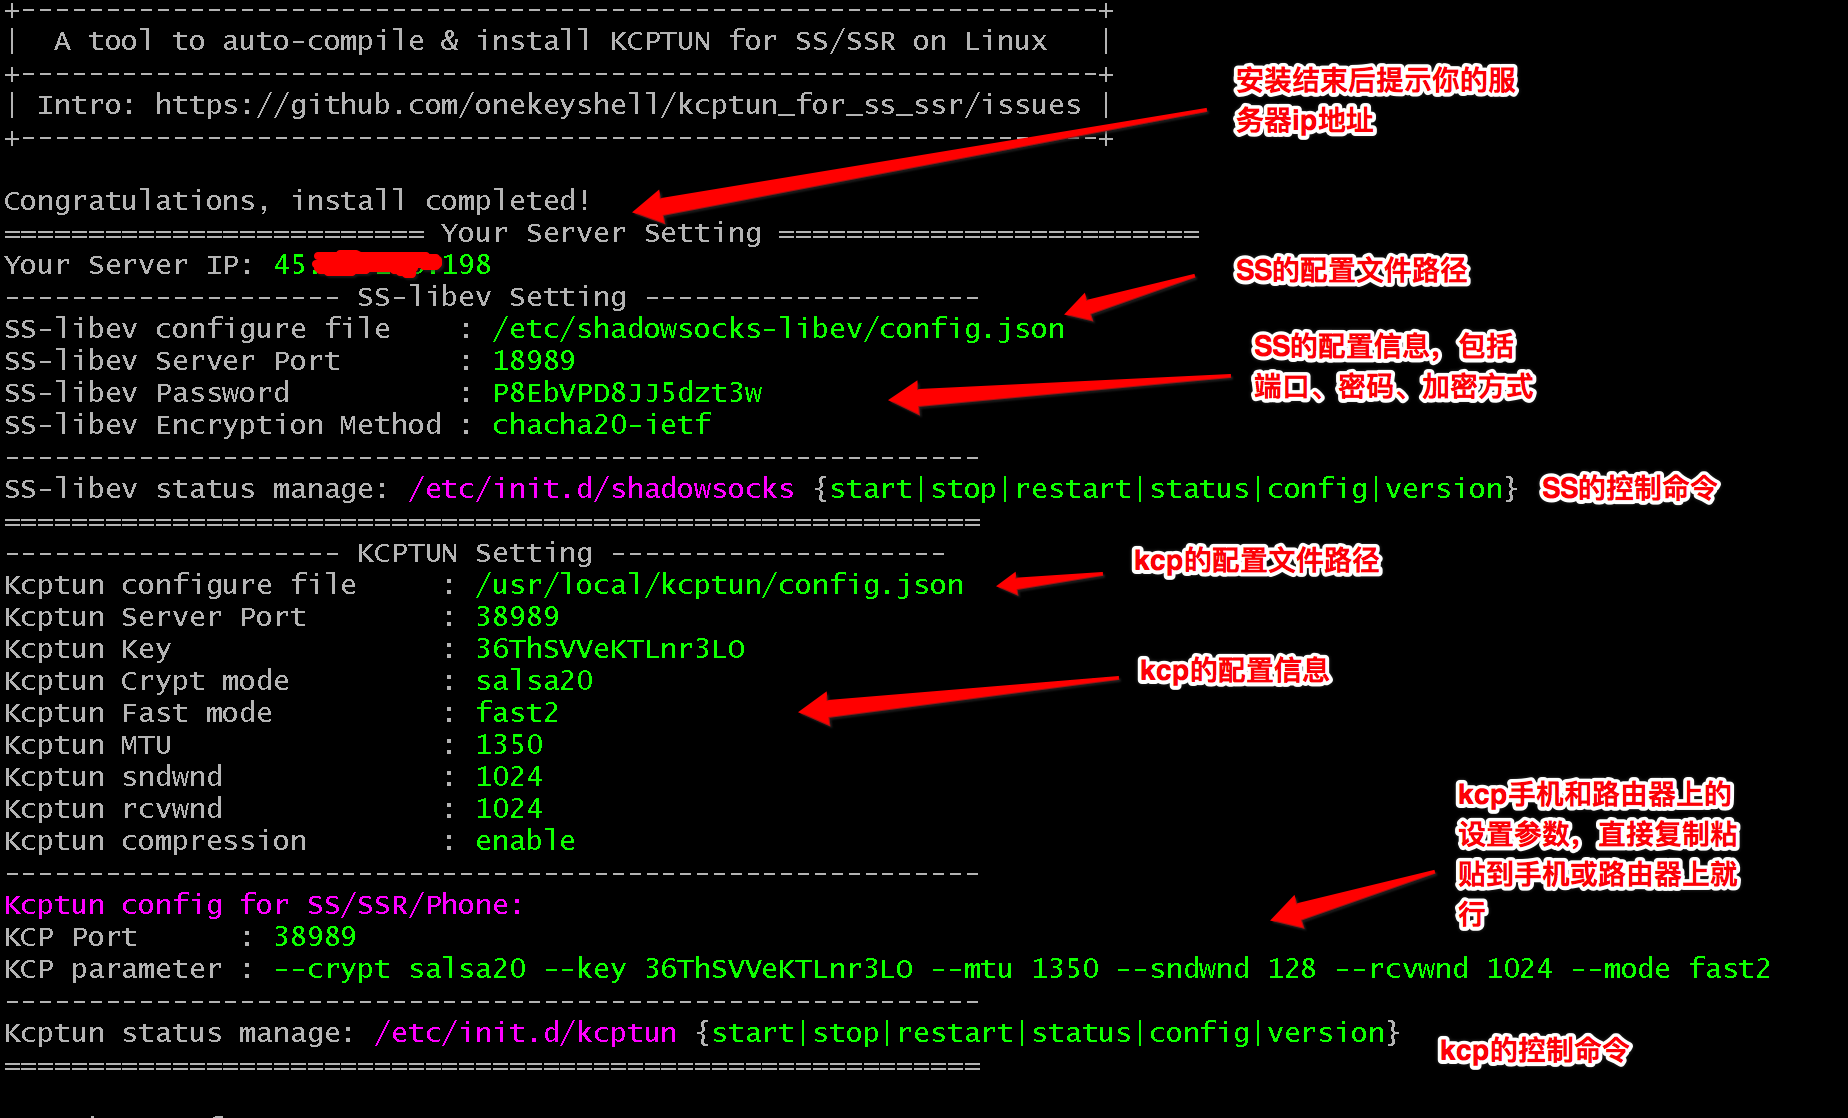 +----------------------------------------------------------------+
|  A tool to auto-compile & install KCPTUN for SS/SSR on Linux   |
+----------------------------------------------------------------+
| Intro: https://github.com/onekeyshell/kcptun_for_ss_ssr/issues |
+----------------------------------------------------------------+
安装结束后提示你的服
务器ip地址
Congratulations, install completed!
========================= Your Server Setting =========================
Your Server IP: 45. .198
-------------------- SS-libev Setting --------------------
SS的配置文件路径
SS-libev configure file    : /etc/shadowsocks-libev/config.json
SS-libev Server Port       : 18989
SS-libev Password          : P8EbVPD8JJ5dzt3w
SS-libev Encryption Method : chacha20-ietf
SS的配置信息，包括
端口、密码、加密方式
----------------------------------------------------------
SS-libev status manage: /etc/init.d/shadowsocks {start|stop|restart|status|config|version} SS的控制命令
==========================================================
-------------------- KCPTUN Setting --------------------
kcp的配置文件路径
Kcptun configure file     : /usr/local/kcptun/config.json
Kcptun Server Port        : 38989
Kcptun Key                : 36ThSVVeKTLnr3LO
Kcptun Crypt mode         : salsa20
Kcptun Fast mode          : fast2
Kcptun MTU                : 1350
Kcptun sndwnd             : 1024
Kcptun rcvwnd             : 1024
Kcptun compression        : enable
kcp的配置信息
----------------------------------------------------------
Kcptun config for SS/SSR/Phone:
KCP Port      : 38989
KCP parameter : --crypt salsa20 --key 36ThSVVeKTLnr3LO --mtu 1350 --sndwnd 128 --rcvwnd 1024 --mode fast2
kcp手机和路由器上的
设置参数，直接复制粘
贴到手机或路由器上就
行
----------------------------------------------------------
Kcptun status manage: /etc/init.d/kcptun {start|stop|restart|status|config|version}
kcp的控制命令
==========================================================